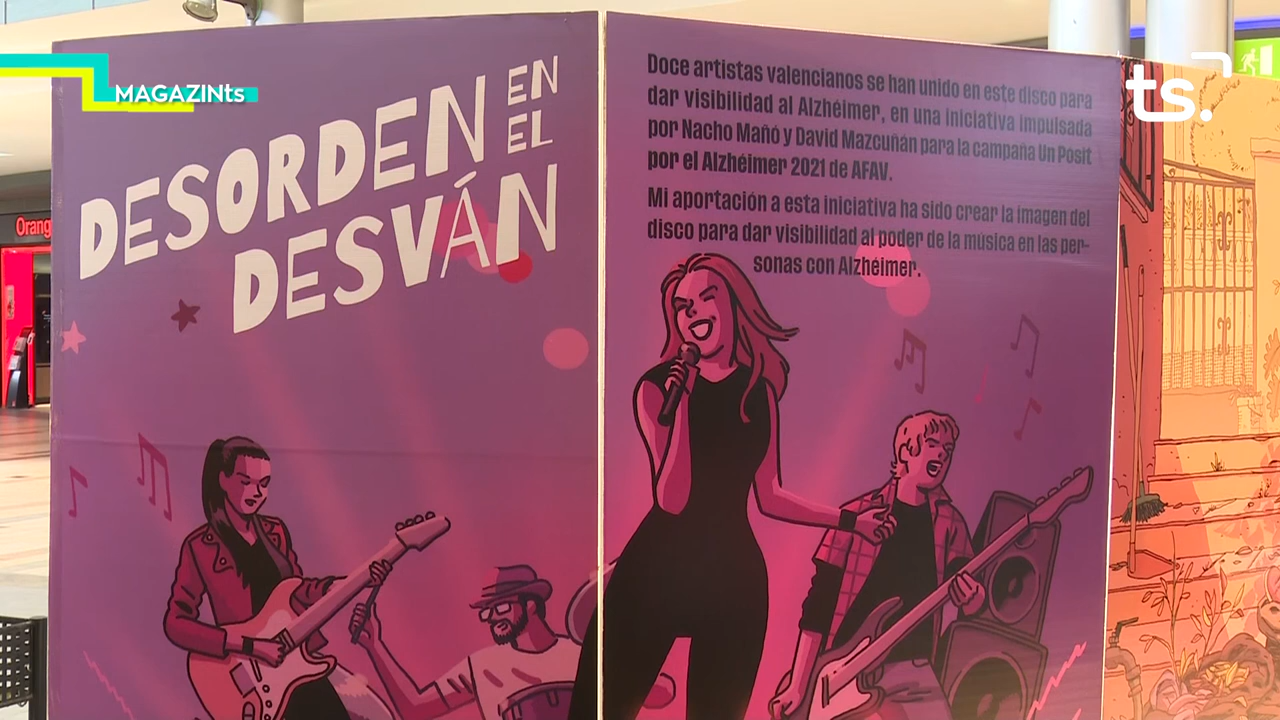 MAGAZINts
ts.
Orang
DESORDEN EN
EL
DESVÁN
Doce artistas valencianos se han unido en este disco para
dar visibilidad al Alzhéimer, en una iniciativa impulsada
por Nacho Mañó y David Mazcuñán para la campaña Un Posit
por el Alzhéimer 2021 de AFAV.
Mi aportación a esta iniciativa ha sido crear la imagen del
disco para dar visibilidad al poder de la música en las per-
sonas con Alzhéimer.